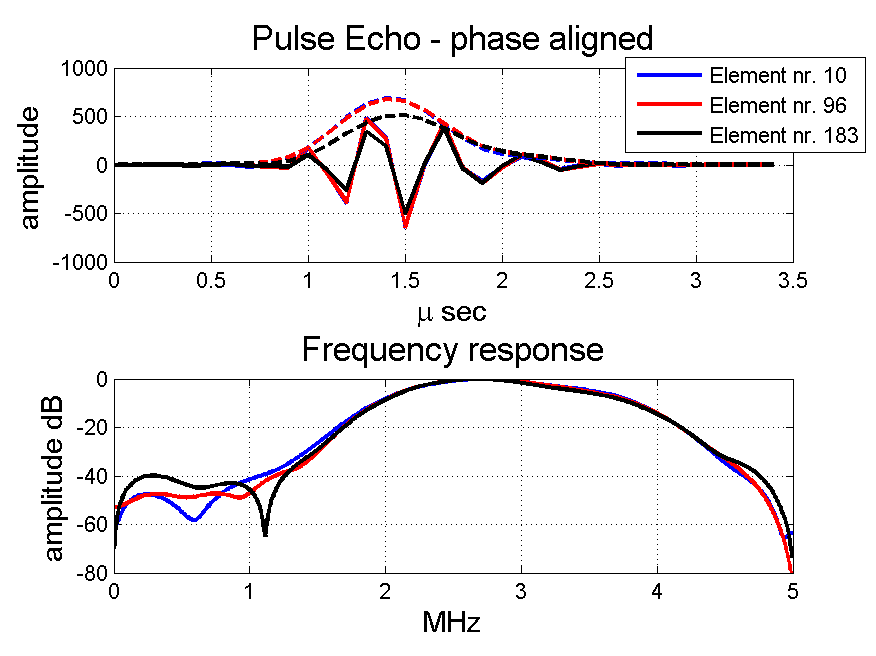 Pulse Echo - phase aligned
Element nr. 10
Element nr. 96
Element nr. 183
amplitude
1000
500
0
-500
-1000
0 0.5 1 1.5 2 2.5 3 3.5
μ sec
Frequency response
amplitude dB
0
-20
-40
-60
-80
0 1 2 3 4 5
MHz